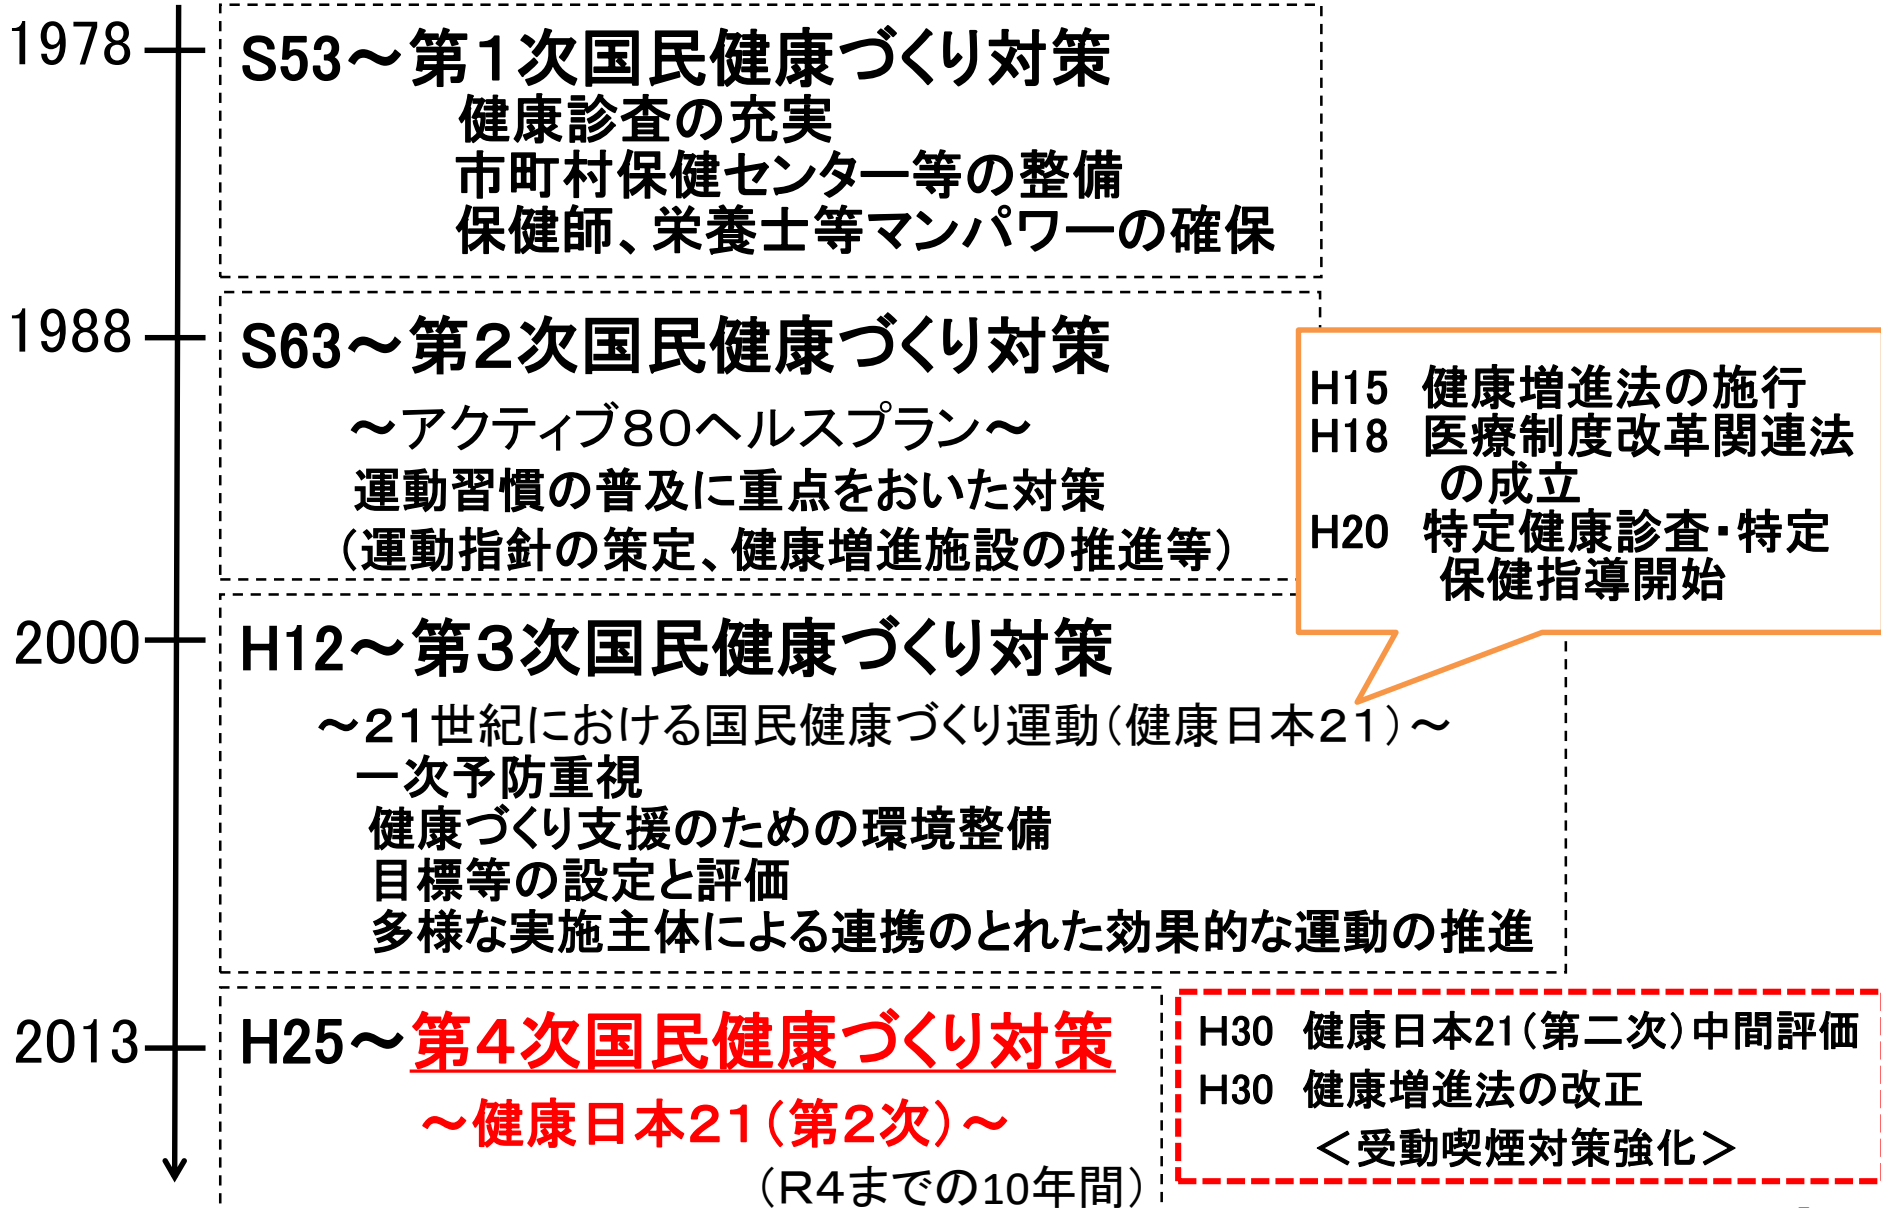 1978
S53～第1次国民健康づくり対策
健康診査の充実
市町村保健センター等の整備
保健師、栄養士等マンパワーの確保
1988
S63～第2次国民健康づくり対策
～アクティブ80ヘルスプラン～
運動習慣の普及に重点をおいた対策
（運動指針の策定、健康増進施設の推進等）
H15 健康増進法の施行
H18 医療制度改革関連法
の成立
H20 特定健康診査・特定
保健指導開始
2000
H12～第3次国民健康づくり対策
～21世紀における国民健康づくり運動（健康日本21）～
一次予防重視
健康づくり支援のための環境整備
目標等の設定と評価
多様な実施主体による連携のとれた効果的な運動の推進
2013
H25～第4次国民健康づくり対策
～健康日本21（第2次）～
（R4までの10年間）
H30 健康日本21（第二次）中間評価
H30 健康増進法の改正
＜受動喫煙対策強化＞